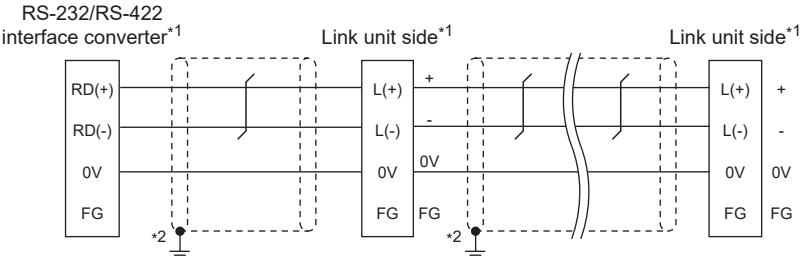 RS-232/RS-422
interface converter*1
Link unit side*1
Link unit side*1
RD(+) L(+) + L(+) +
RD(-) L(-) - L(-) -
0V 0V 0V 0V 0V
FG FG FG FG FG
*2 *2